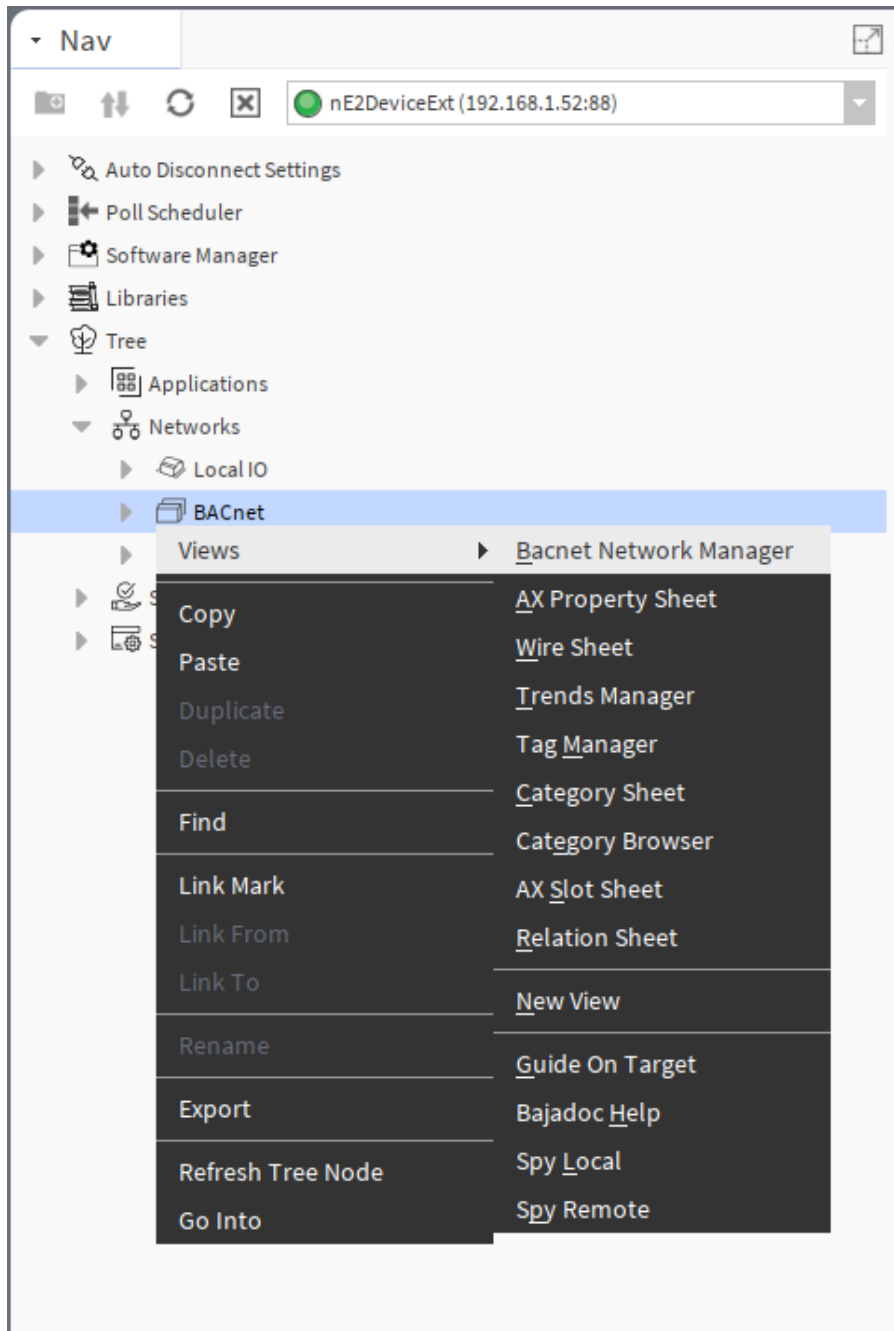 Nav
nE2DeviceExt (192.168.1.52:88)
Auto Disconnect Settings
Poll Scheduler
Software Manager
Libraries
Tree
Applications
Networks
Local IO
BACnet
Views
Copy
Paste
Duplicate
Delete
Find
Link Mark
Link From
Link To
Rename
Export
Refresh Tree Node
Go Into
Bacnet Network Manager
AX Property Sheet
Wire Sheet
Trends Manager
Tag Manager
Category Sheet
Category Browser
AX Slot Sheet
Relation Sheet
New View
Guide On Target
Bajadoc Help
Spy Local
Spy Remote